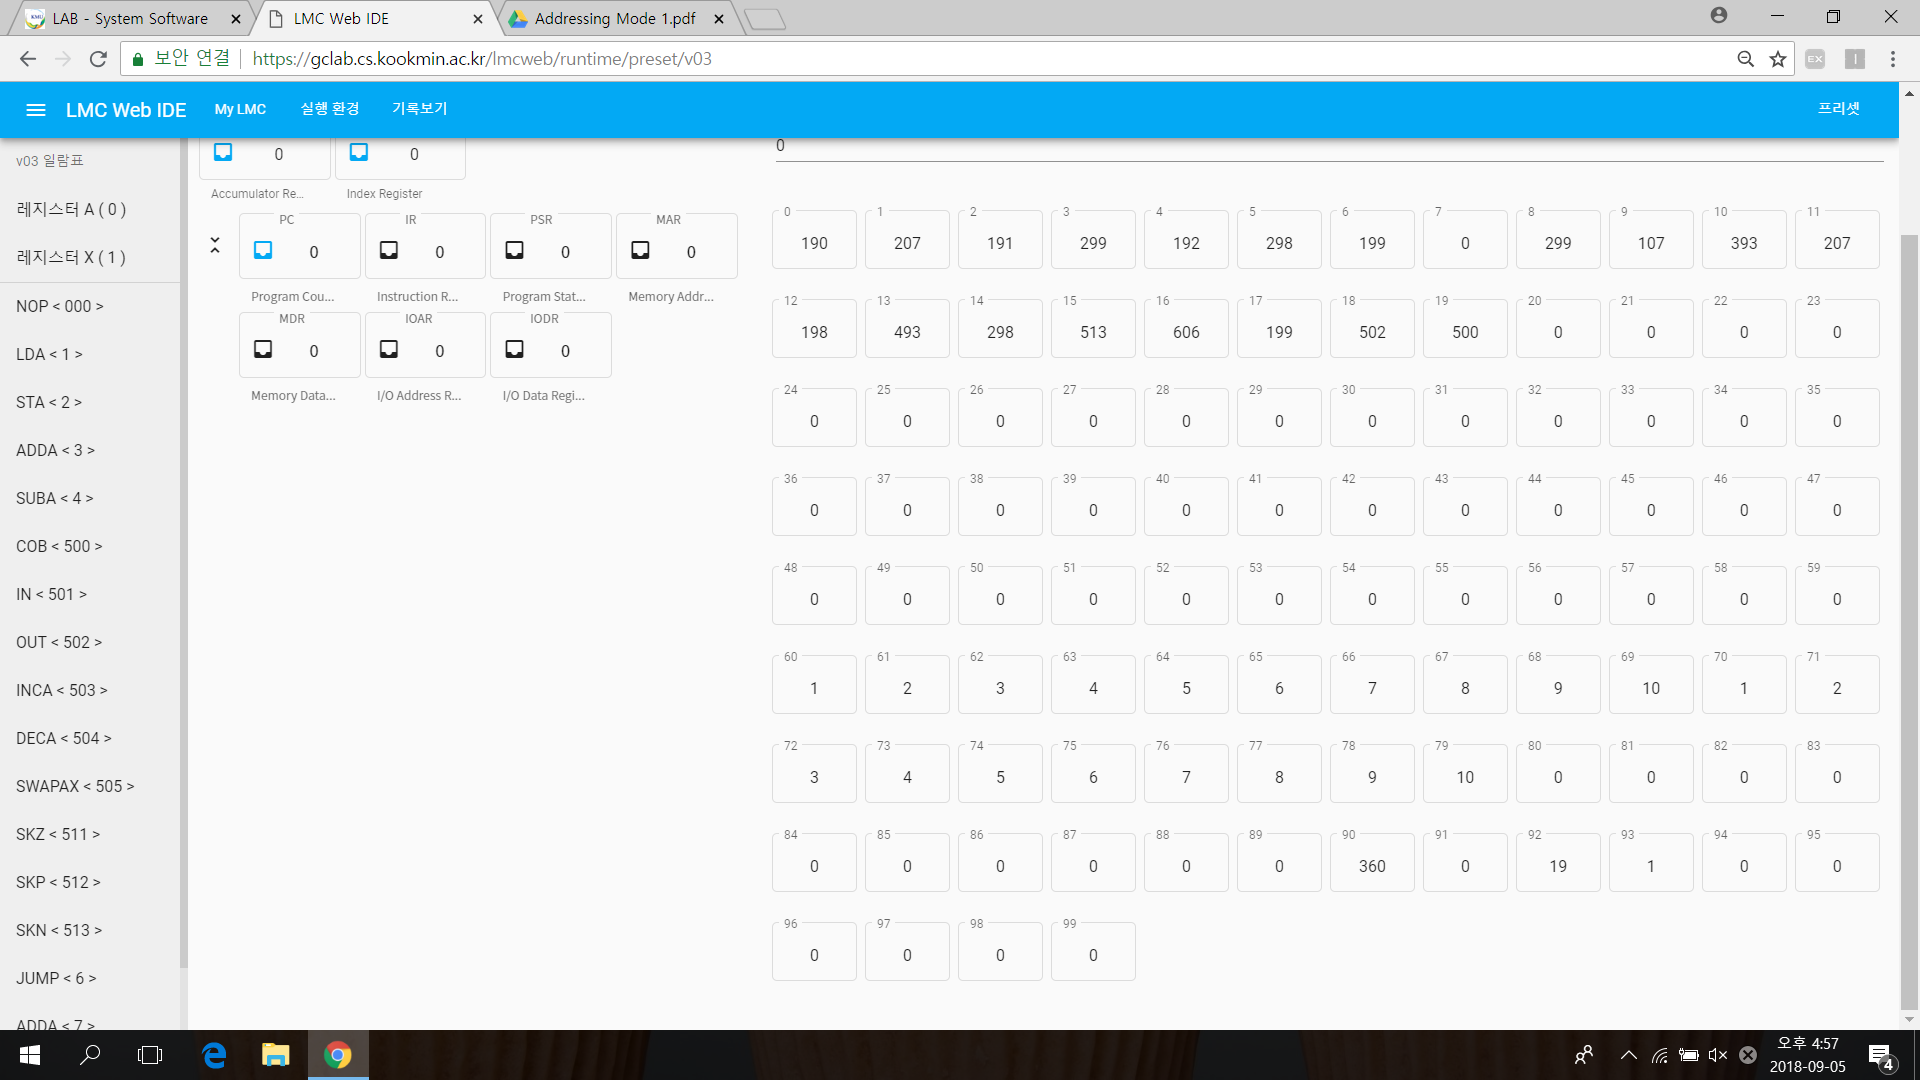 LAB - System Software
LMC Web IDE
Addressing Mode 1.pdf
보안 연결 https://gclab.cs.kookmin.ac.kr/lmcweb/runtime/preset/v03
LMC Web IDE My LMC 실행 환경 기록보기 프리셋
v03 일람표
레지스터 A ( 0 )
레지스터 X ( 1 )
NOP < 000 >
LDA < 1 >
STA < 2 >
ADDA < 3 >
SUBA < 4 >
COB < 500 >
IN < 501 >
OUT < 502 >
INCA < 503 >
DECA < 504 >
SWAPAX < 505 >
SKZ < 511 >
SKP < 512 >
SKN < 513 >
JUMP < 6 >
ADDA < 7 >
0 0
Accumulator Re... Index Register
PC IR PSR MAR
0 0 0 0
Program Cou... Instruction R... Program Stat... Memory Addr...
MDR IOAR IODR
0 0 0
Memory Data... I/O Address R... I/O Data Regi...
0
0 1 2 3 4 5 6 7 8 9 10 11
190 207 191 299 192 298 199 0 299 107 393 207
12 13 14 15 16 17 18 19 20 21 22 23
198 493 298 513 606 199 502 500 0 0 0 0
24 25 26 27 28 29 30 31 32 33 34 35
0 0 0 0 0 0 0 0 0 0 0 0
36 37 38 39 40 41 42 43 44 45 46 47
0 0 0 0 0 0 0 0 0 0 0 0
48 49 50 51 52 53 54 55 56 57 58 59
0 0 0 0 0 0 0 0 0 0 0 0
60 61 62 63 64 65 66 67 68 69 70 71
1 2 3 4 5 6 7 8 9 10 1 2
72 73 74 75 76 77 78 79 80 81 82 83
3 4 5 6 7 8 9 10 0 0 0 0
84 85 86 87 88 89 90 91 92 93 94 95
0 0 0 0 0 0 360 0 19 1 0 0
96 97 98 99
0 0 0 0
오후 4:57
2018-09-05
4